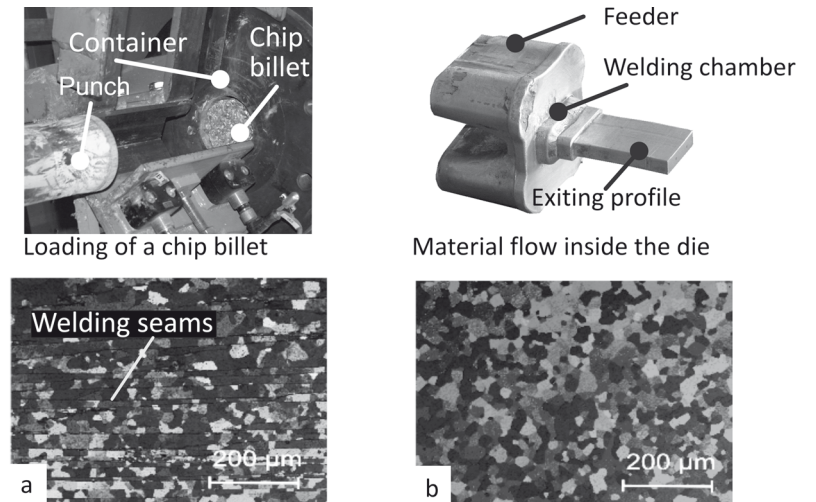 Container
Chip
billet
Punch
Feeder
Welding chamber
Exiting profile
Loading of a chip billet
Material flow inside the die
Welding seams
200 µm
a
200 µm
b